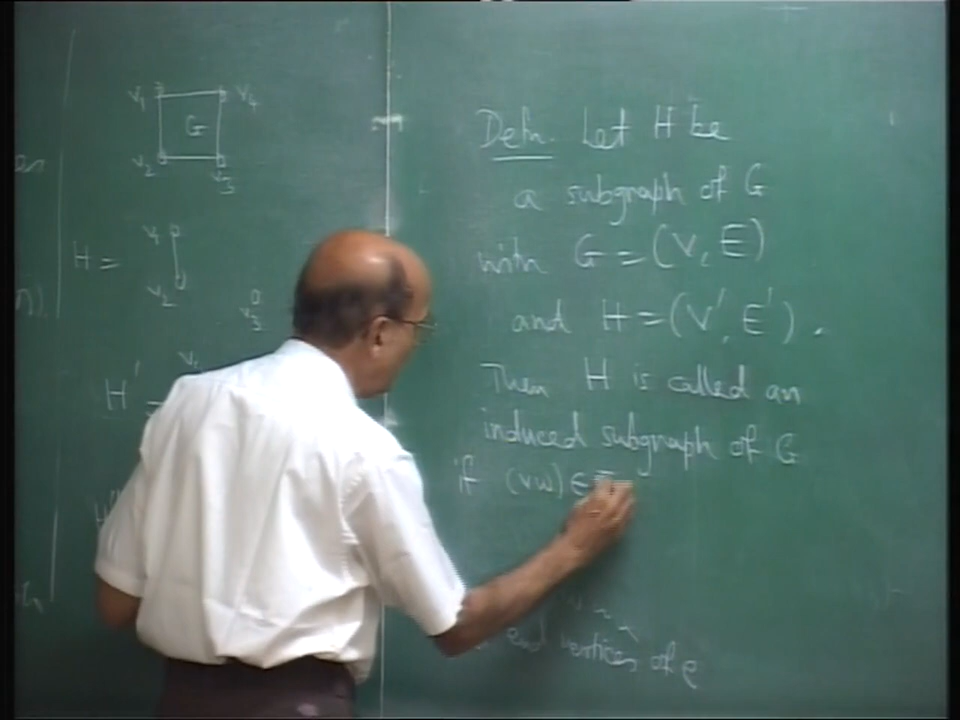 V1 V4
G
V2 V3
H =
V2
V3
H'
Defn. Let H be
a subgraph of G
with G = (V, E)
and H = (V', E').
Then H is called an
induced subgraph of G
if (vw) ∈ E
end vertices of e